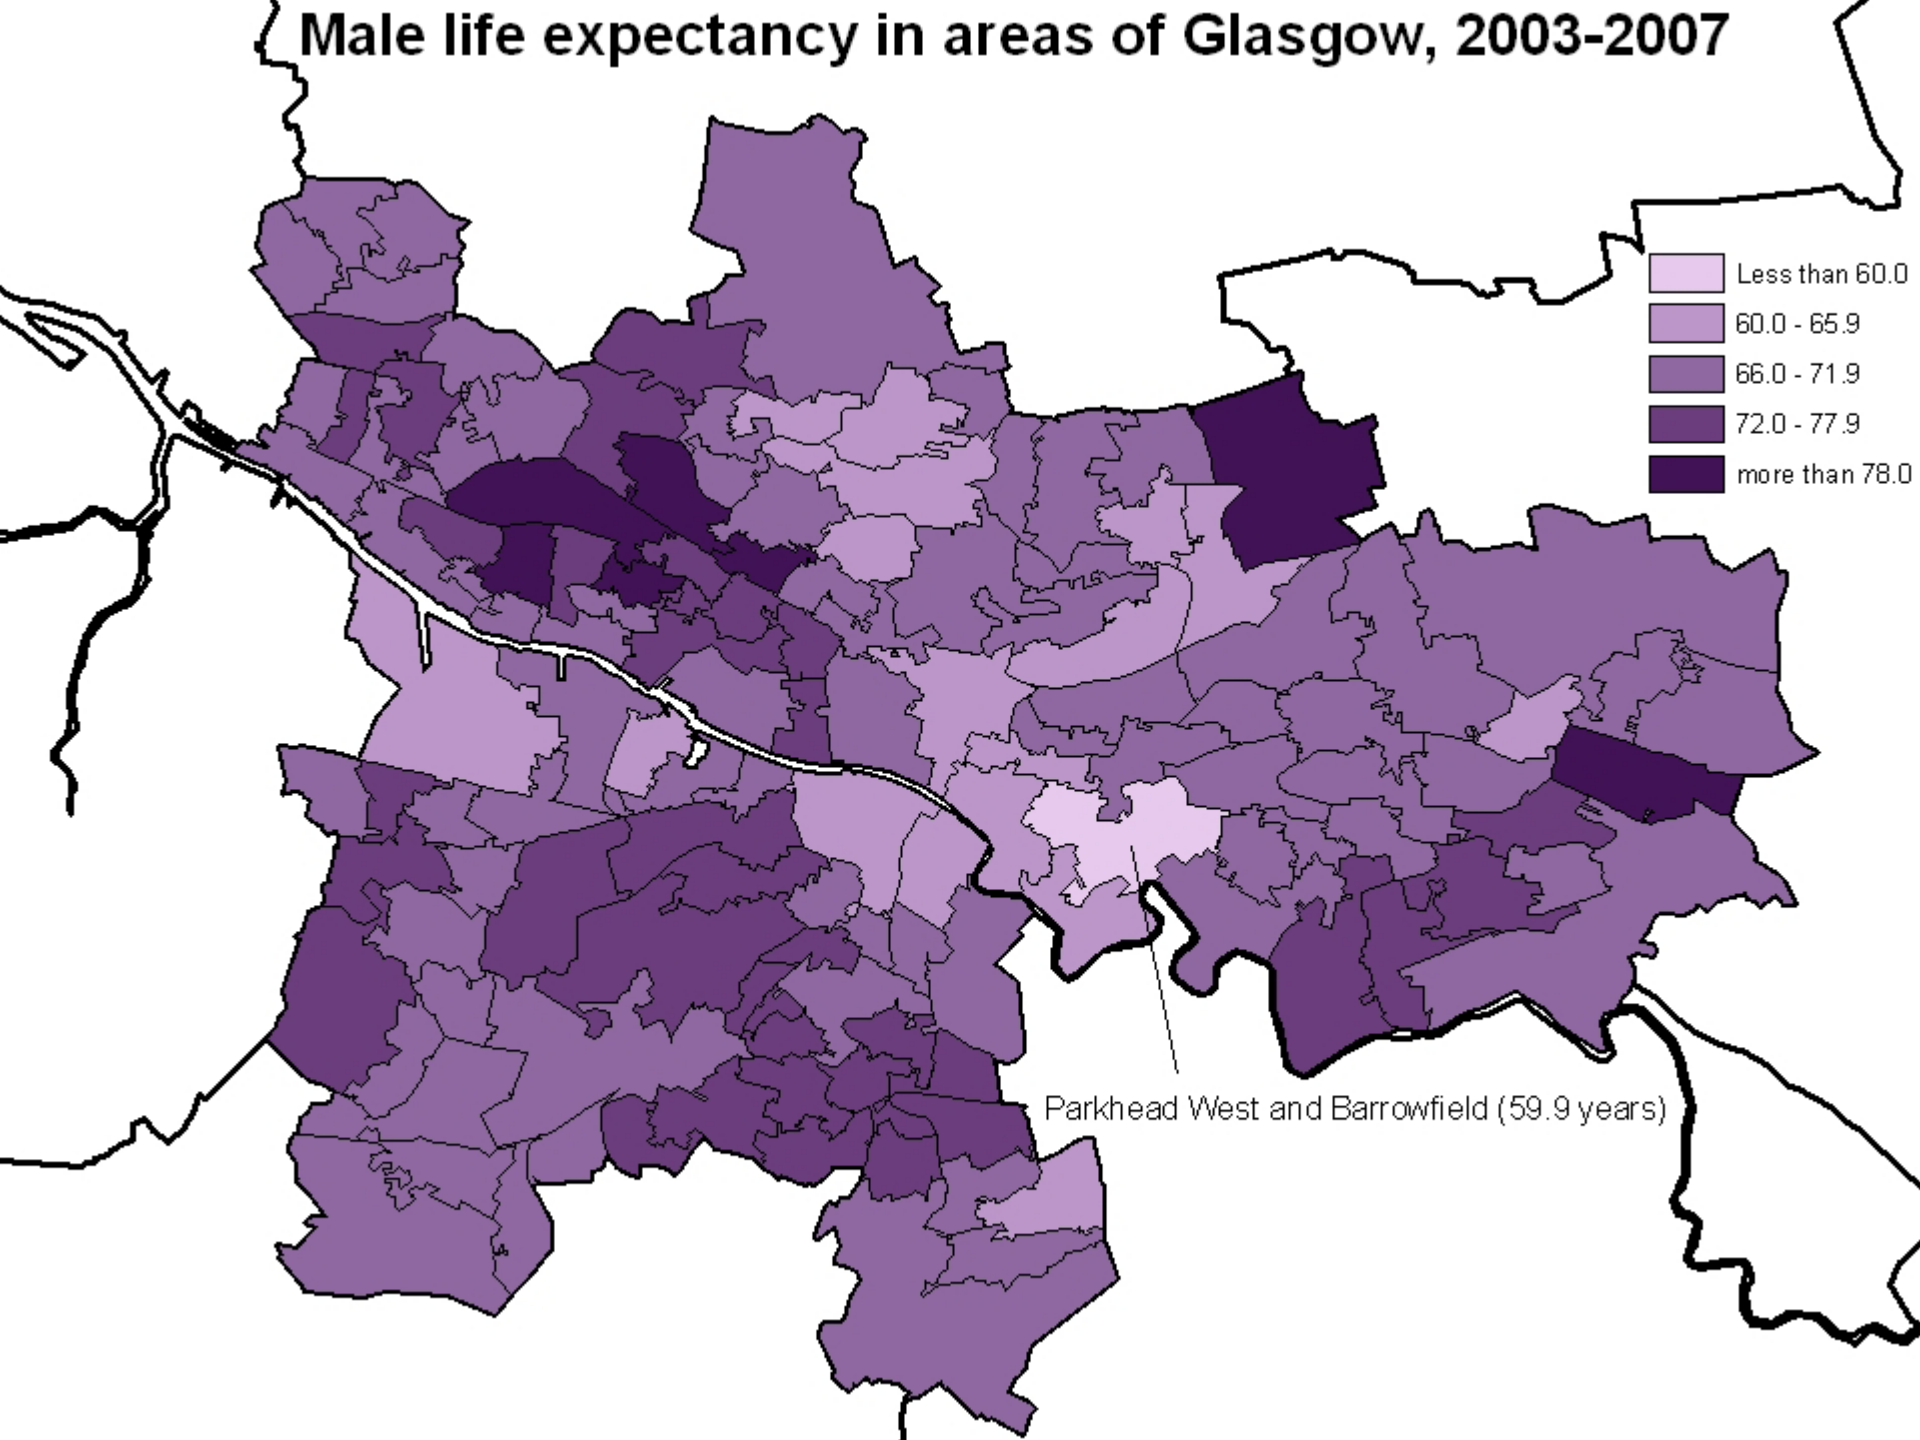 Male life expectancy in areas of Glasgow, 2003-2007
Less than 60.0
60.0 - 65.9
66.0 - 71.9
72.0 - 77.9
more than 78.0
Parkhead West and Barrowfield (59.9 years)